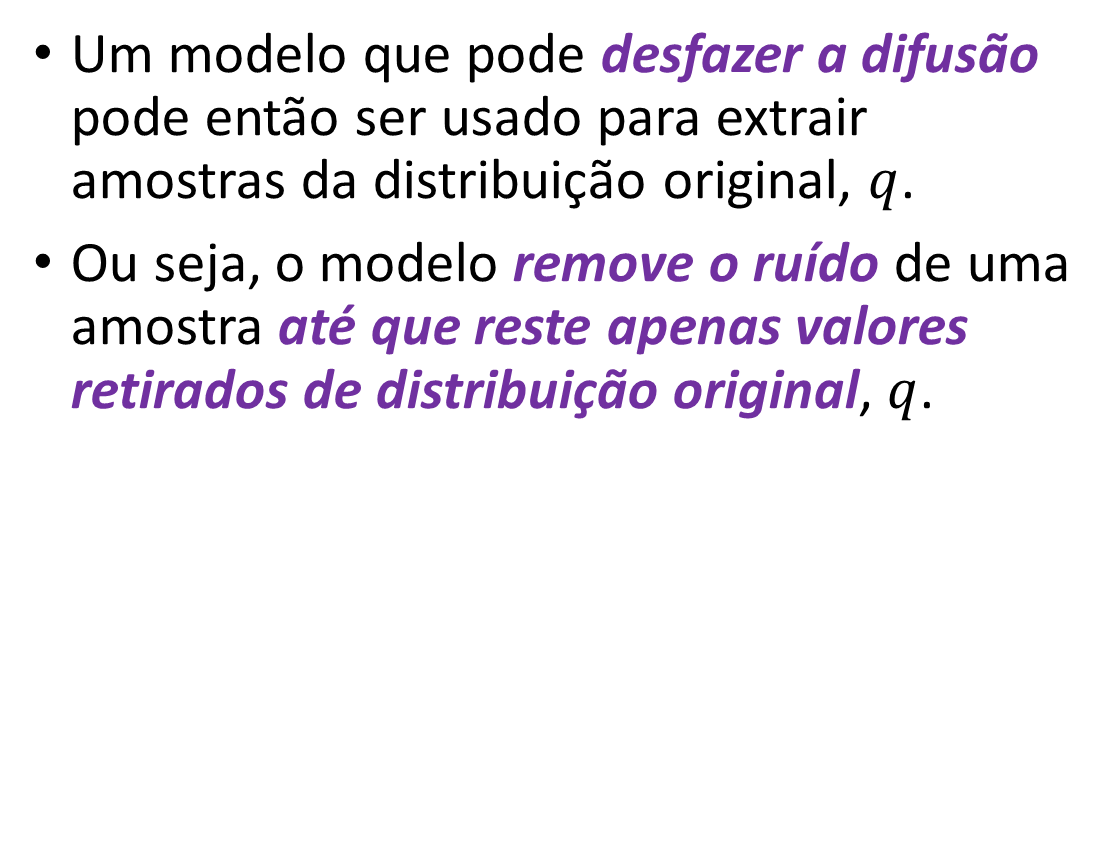 • Um modelo que pode desfazer a difusão
pode então ser usado para extrair
amostras da distribuição original, q.
• Ou seja, o modelo remove o ruído de uma
amostra até que reste apenas valores
retirados de distribuição original, q.